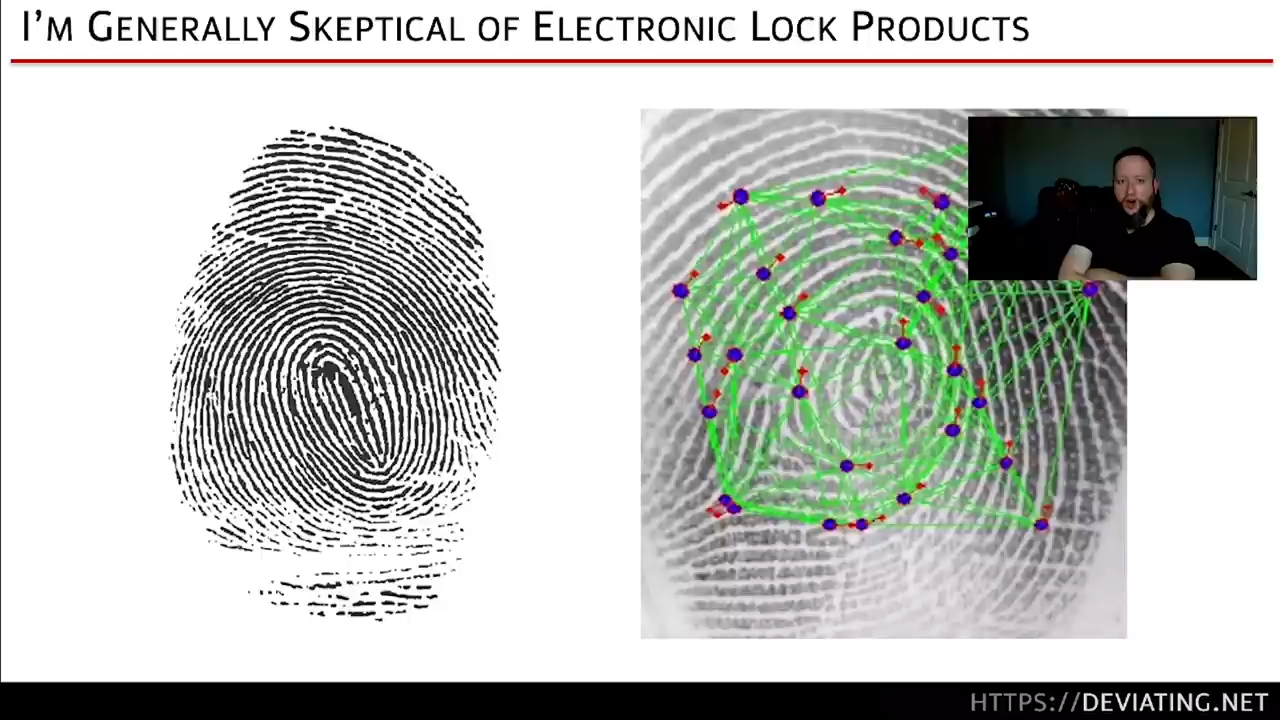 I'm Generally Skeptical of Electronic Lock Products
https://deviating.net